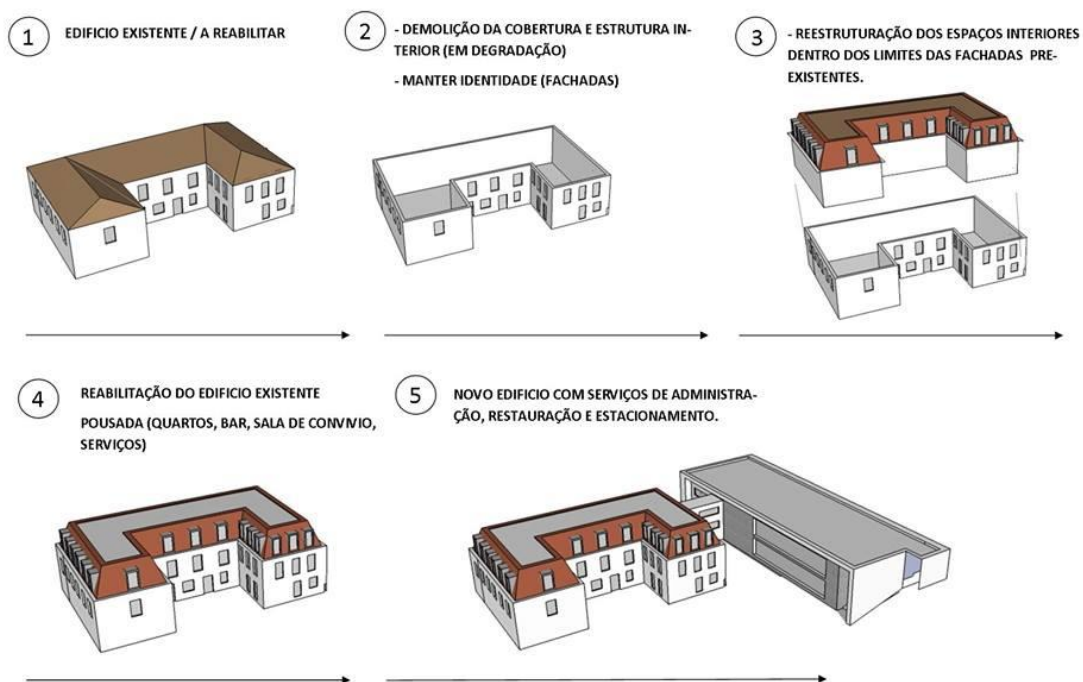 1
EDIFICIO EXISTENTE / A REABILITAR
2
- DEMOLIÇÃO DA COBERTURA E ESTRUTURA IN-
TERIOR (EM DEGRADAÇÃO)
- MANTER IDENTIDADE (FACHADAS)
3
- REESTRUTURAÇÃO DOS ESPAÇOS INTERIORES
DENTRO DOS LIMITES DAS FACHADAS PRE-
EXISTENTES.
4
REABILITAÇÃO DO EDIFICIO EXISTENTE
POUSADA (QUARTOS, BAR, SALA DE CONVIVIO,
SERVIÇOS)
5
NOVO EDIFICIO COM SERVIÇOS DE ADMINISTRA-
ÇÃO, RESTAURAÇÃO E ESTACIONAMENTO.